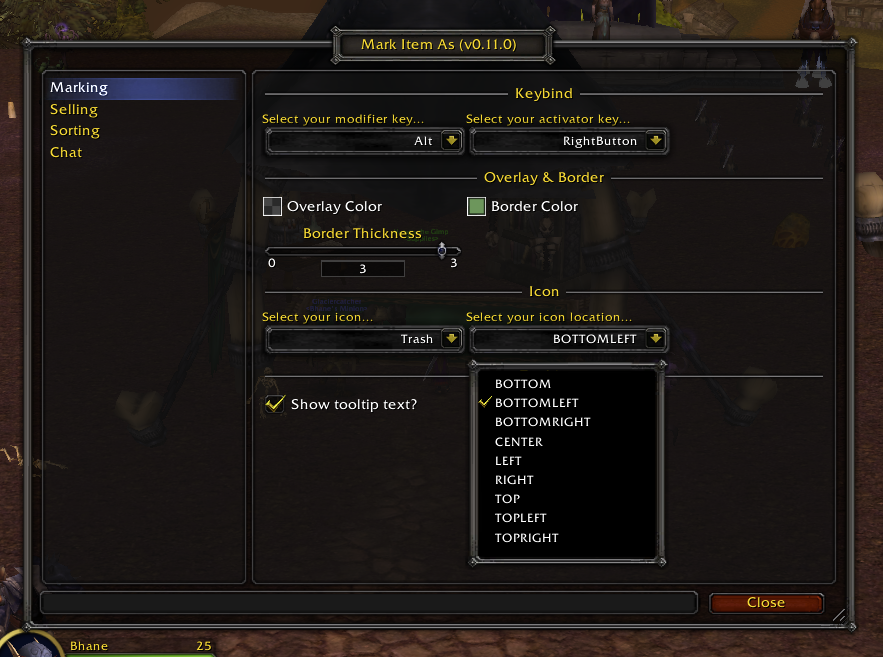 Mark Item As (v0.11.0)
Marking
Selling
Sorting
Chat
Keybind
Select your modifier key...
Select your activator key...
Alt
RightButton
Overlay & Border
Overlay Color
Border Color
Border Thickness
0
3
3
Icon
Select your icon...
Select your icon location...
Trash
BOTTOMLEFT
Show tooltip text?
BOTTOM
BOTTOMLEFT
BOTTOMRIGHT
CENTER
LEFT
RIGHT
TOP
TOPLEFT
TOPRIGHT
Close
Bhane
25